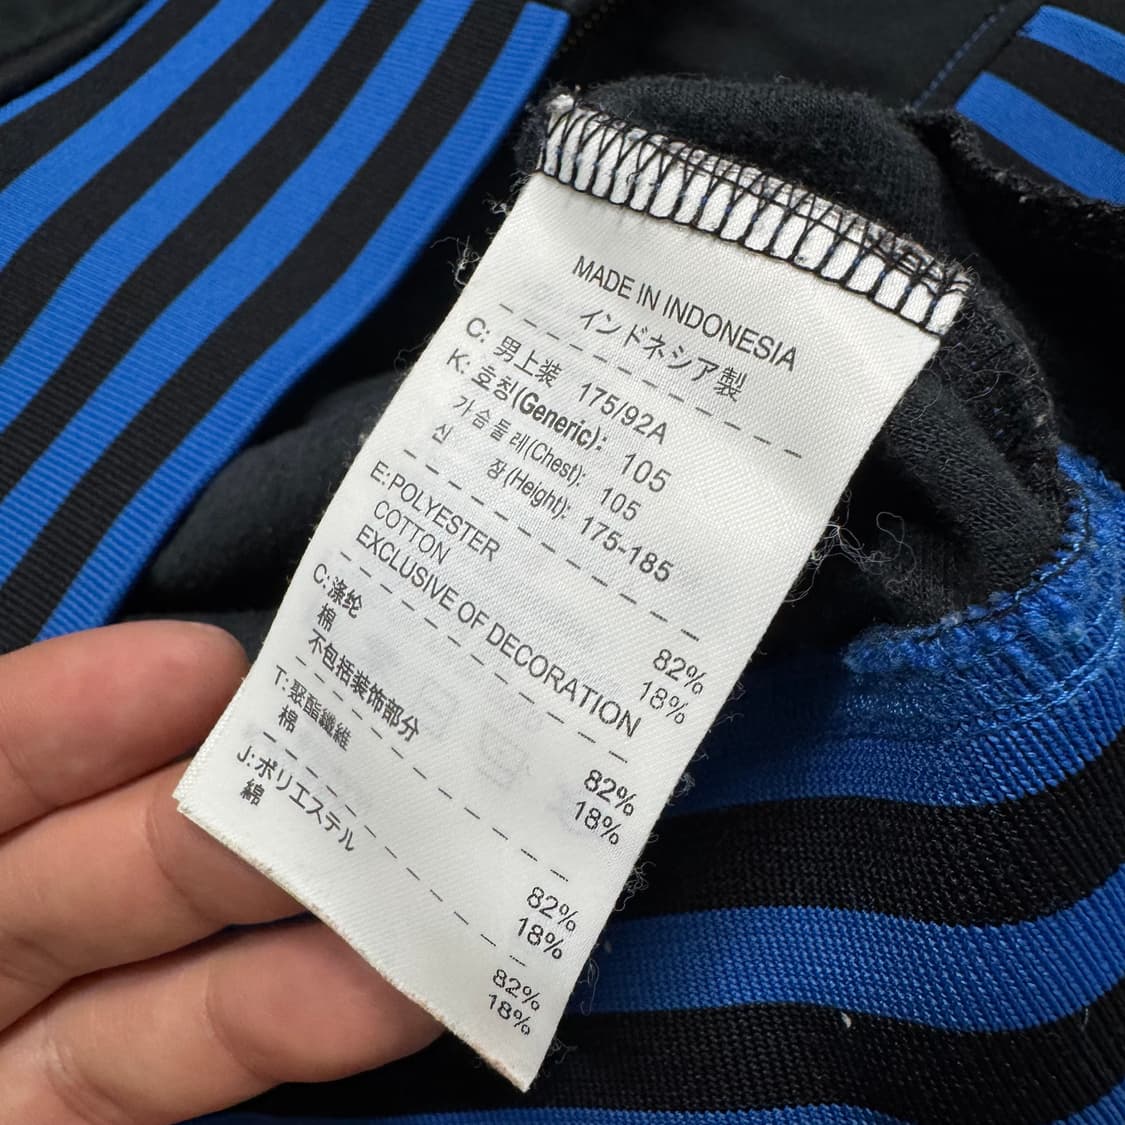 MADE IN INDONESIA
インドネシア製
C: 男上装 175/92A
K: 호칭(Generic): 105
가슴둘레(Chest): 105
신 장(Height): 175-185
E: POLYESTER 82%
COTTON 18%
EXCLUSIVE OF DECORATION
C: 涤纶 82%
棉 18%
不包括装饰部分
T: 聚酯纖維 82%
棉 18%
J: ポリエステル 82%
綿 18%